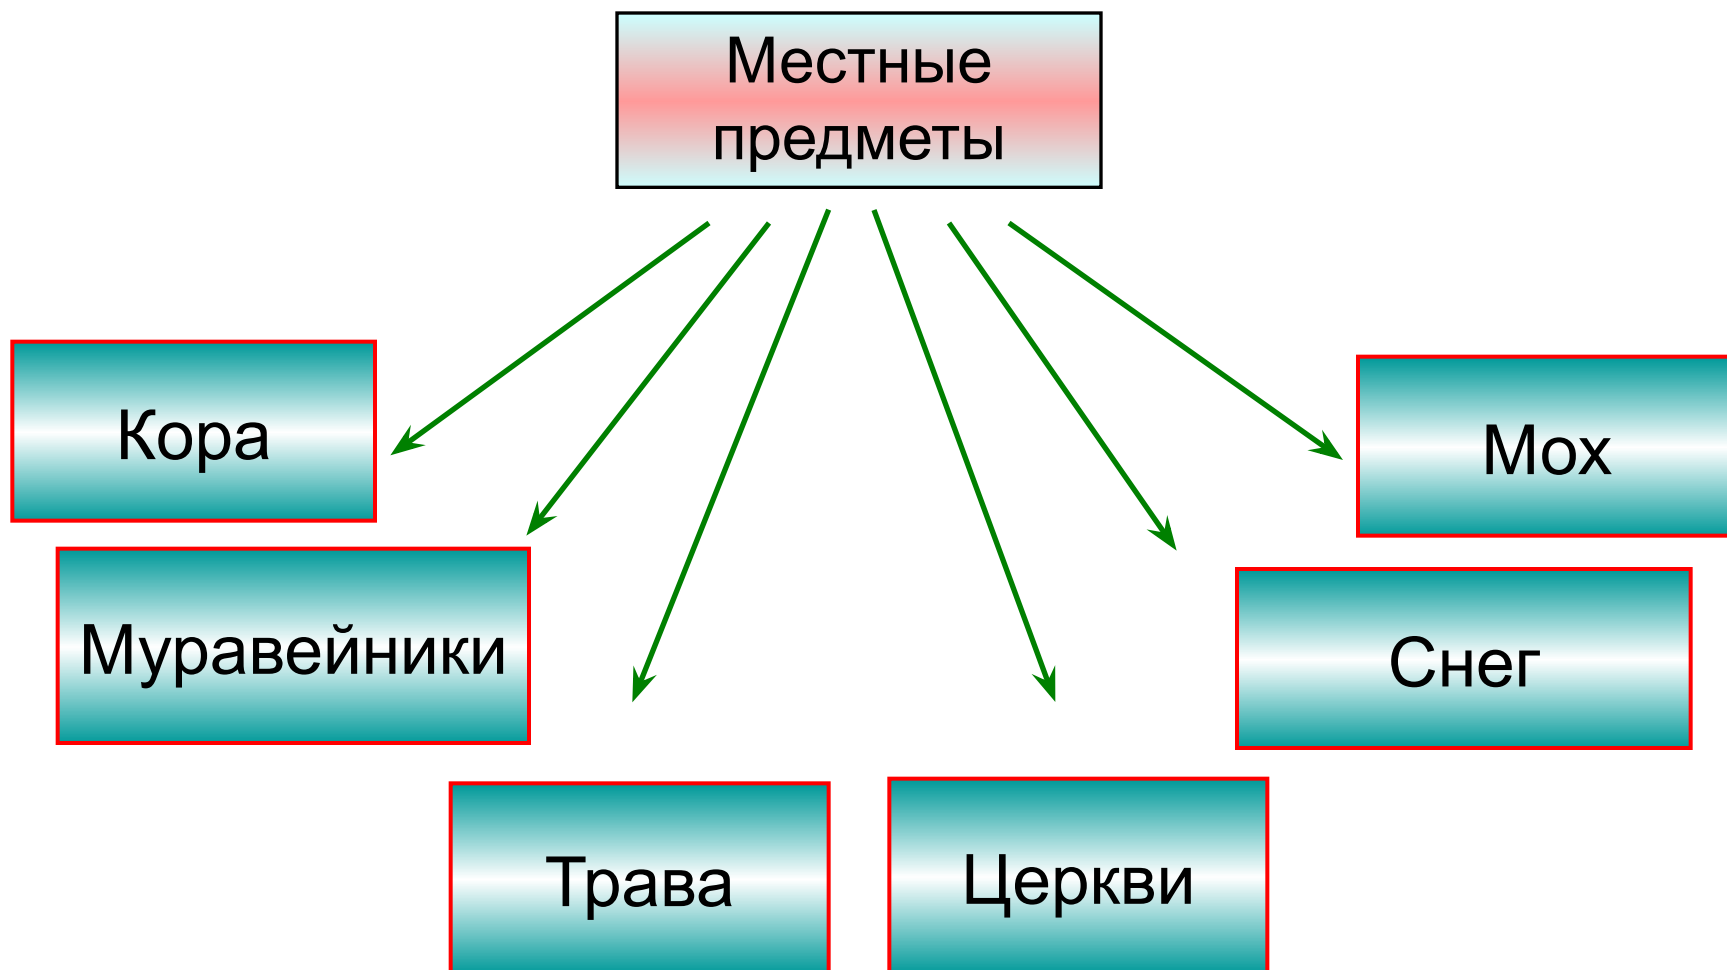 Местные
предметы
Кора
Мох
Муравейники
Снег
Трава
Церкви